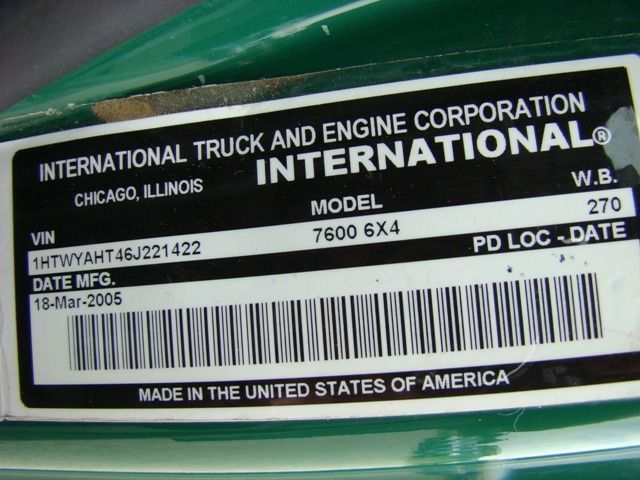 INTERNATIONAL TRUCK AND ENGINE CORPORATION
CHICAGO, ILLINOIS INTERNATIONAL®
VIN MODEL W.B.
1HTWYAHT46J221422 7600 6X4 270
DATE MFG. PD LOC - DATE
18-Mar-2005
MADE IN THE UNITED STATES OF AMERICA